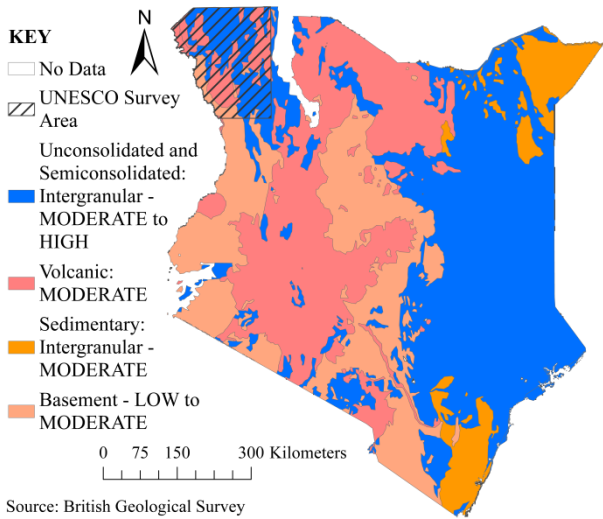 KEY
N
No Data
UNESCO Survey
Area
Unconsolidated and
Semiconsolidated:
Intergranular -
MODERATE to
HIGH
Volcanic:
MODERATE
Sedimentary:
Intergranular -
MODERATE
Basement - LOW to
MODERATE
0 75 150 300 Kilometers
Source: British Geological Survey